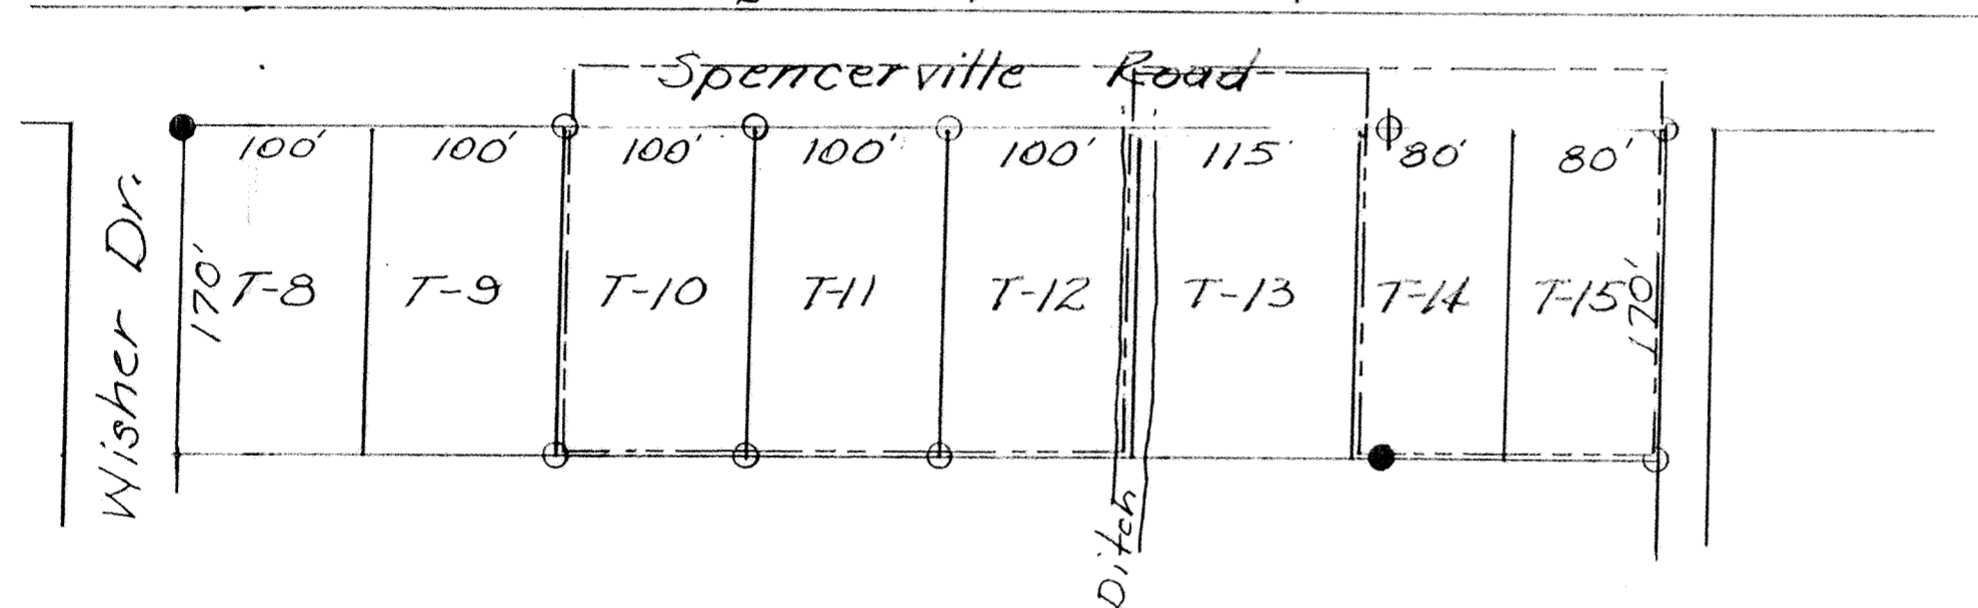 Spencerville Road
100' 100' 100' 100' 100' 115' 80' 80'
Wisher Dr.
170'
T-8 T-9 T-10 T-11 T-12 T-13 T-14 T-15
170'
Ditch